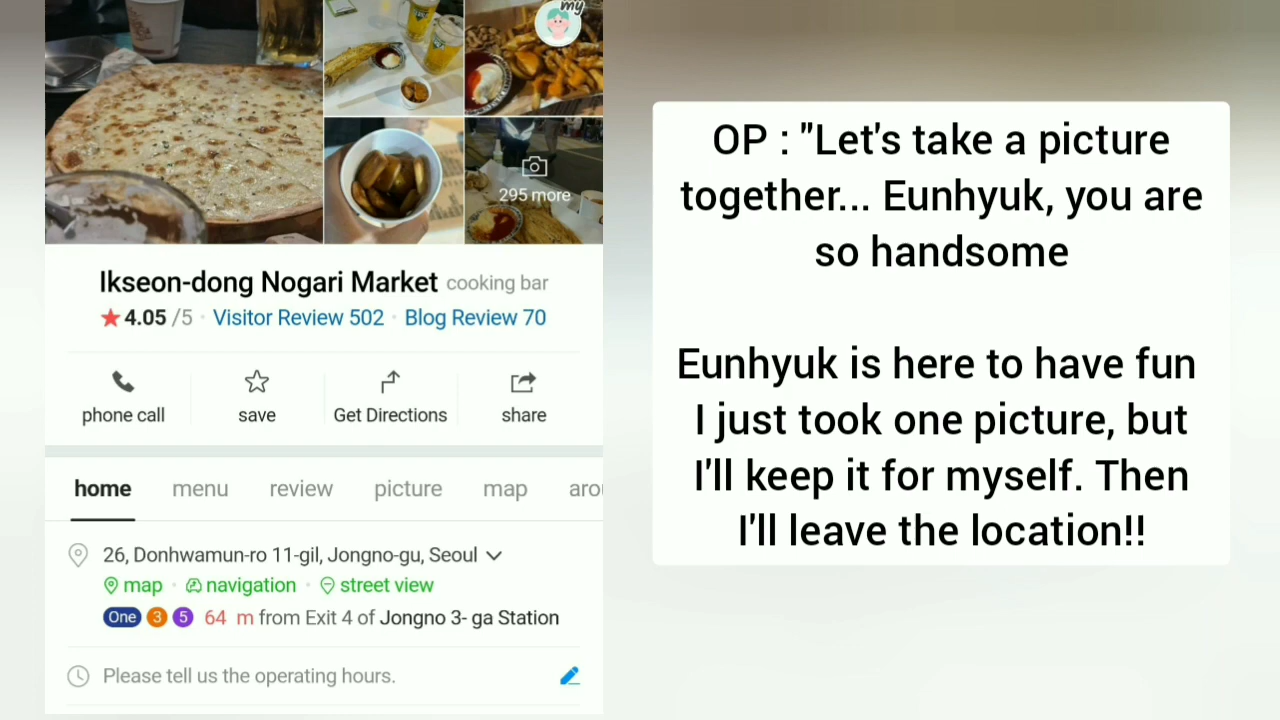 my
295 more
Ikseon-dong Nogari Market cooking bar
4.05 /5 · Visitor Review 502 · Blog Review 70
phone call save Get Directions share
home menu review picture map arou
26, Donhwamun-ro 11-gil, Jongno-gu, Seoul
map · navigation · street view
One 3 5 64 m from Exit 4 of Jongno 3- ga Station
Please tell us the operating hours.
OP : "Let's take a picture
together... Eunhyuk, you are
so handsome
Eunhyuk is here to have fun
I just took one picture, but
I'll keep it for myself. Then
I'll leave the location!!